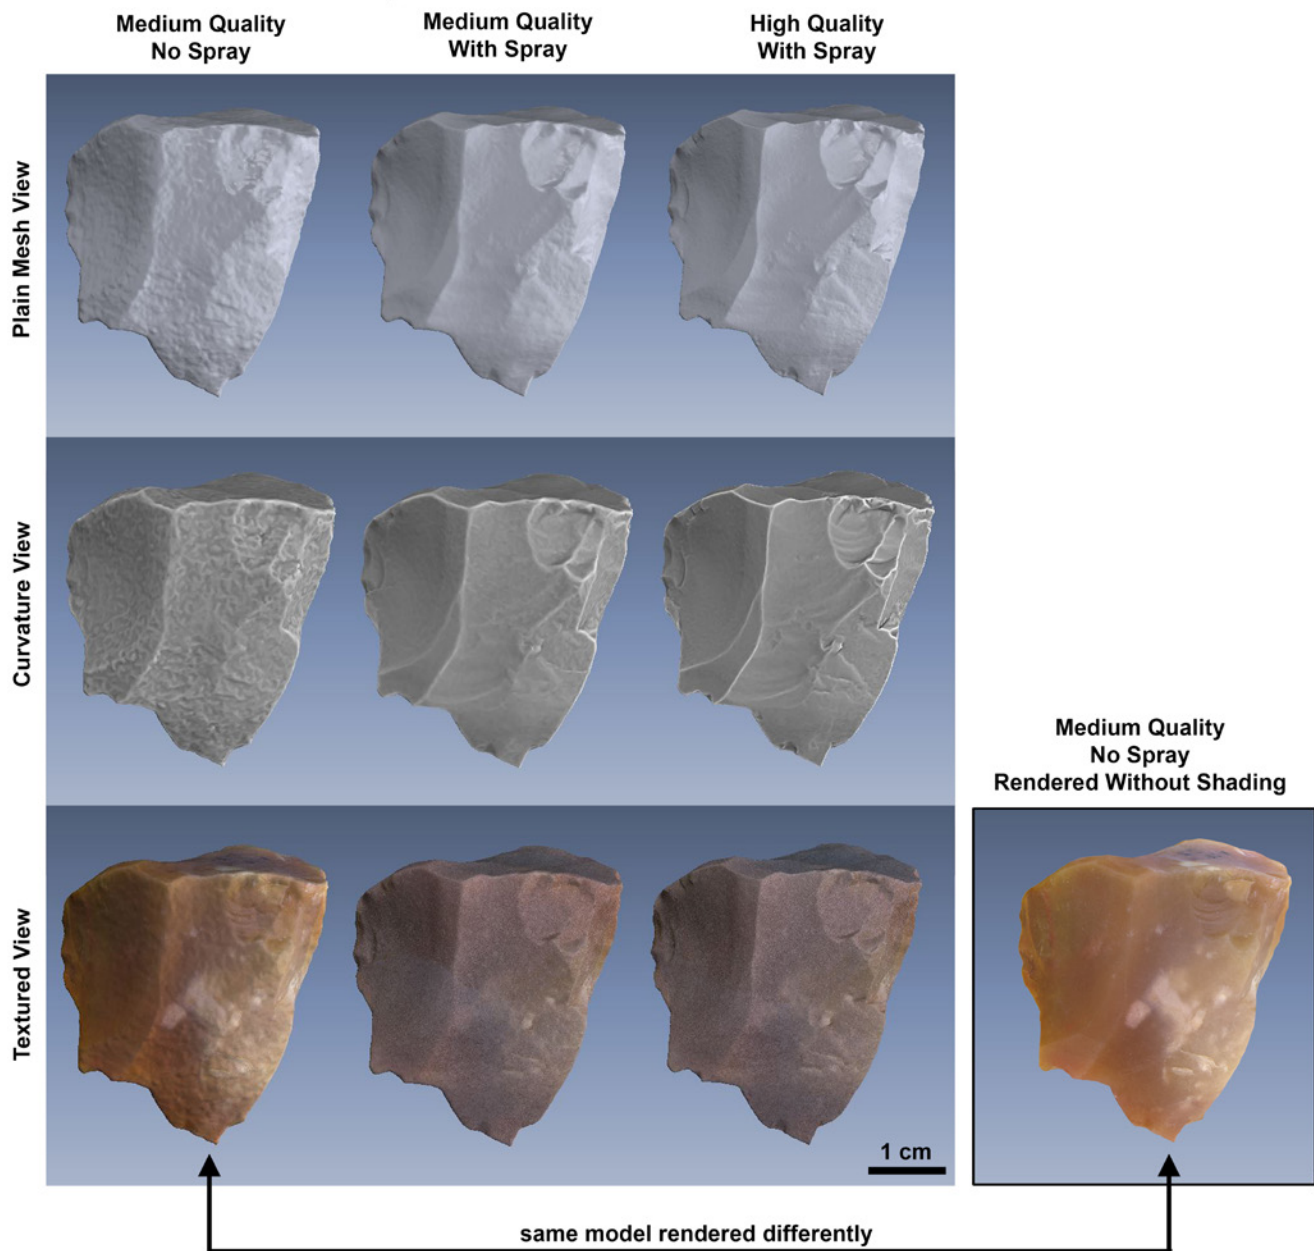 Medium Quality
No Spray
Medium Quality
With Spray
High Quality
With Spray
Plain Mesh View
Curvature View
Textured View
Medium Quality
No Spray
Rendered Without Shading
1 cm
same model rendered differently